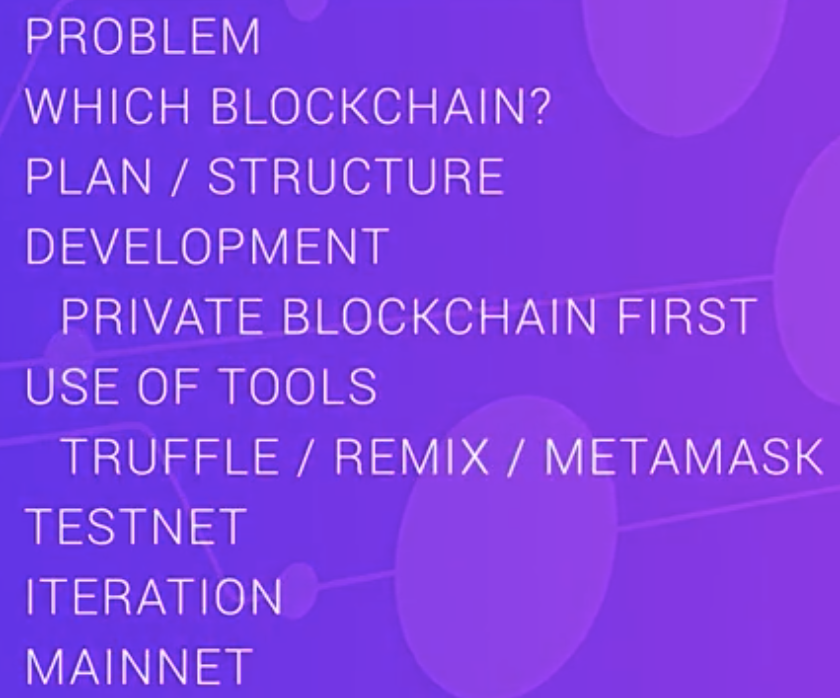 PROBLEM
WHICH BLOCKCHAIN?
PLAN / STRUCTURE
DEVELOPMENT
PRIVATE BLOCKCHAIN FIRST
USE OF TOOLS
TRUFFLE / REMIX / METAMASK
TESTNET
ITERATION
MAINNET